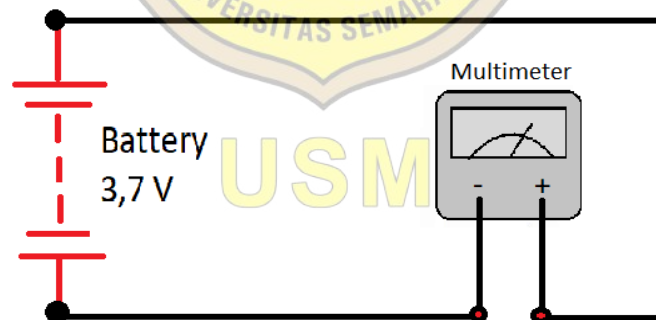 VERSITAS SEMAR
Multimeter
Battery
3,7 V
USM
- +